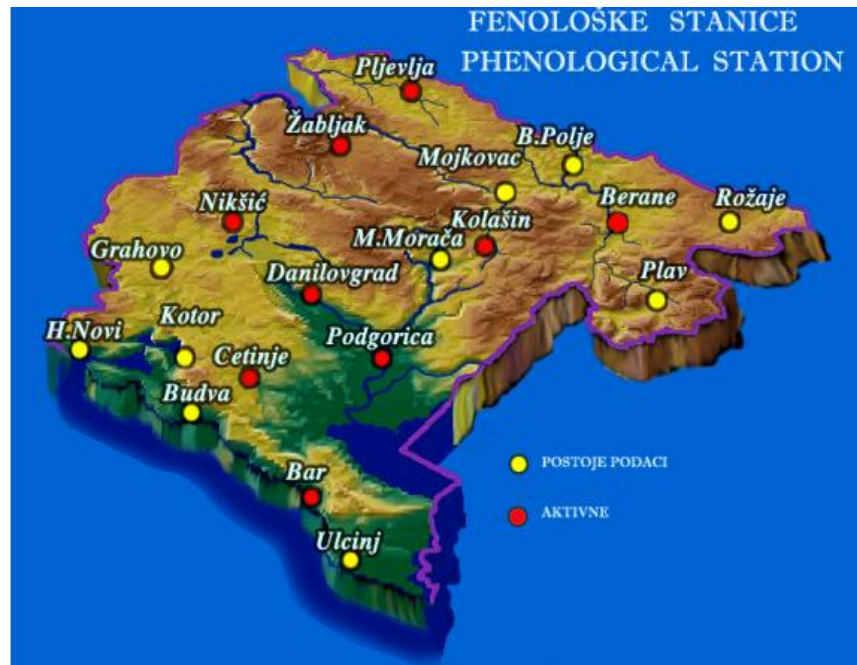 FENOLOŠKE STANICE
PHENOLOGICAL STATION
Pljevlja
Žabljak
B.Polje
Mojkovac
Nikšić
Kolašin
Berane
Rožaje
M.Morača
Grahovo
Danilovgrad
Plav
H.Novi
Kotor
Podgorica
Cetinje
Budva
POSTOJE PODACI
Bar
AKTIVNE
Ulcinj